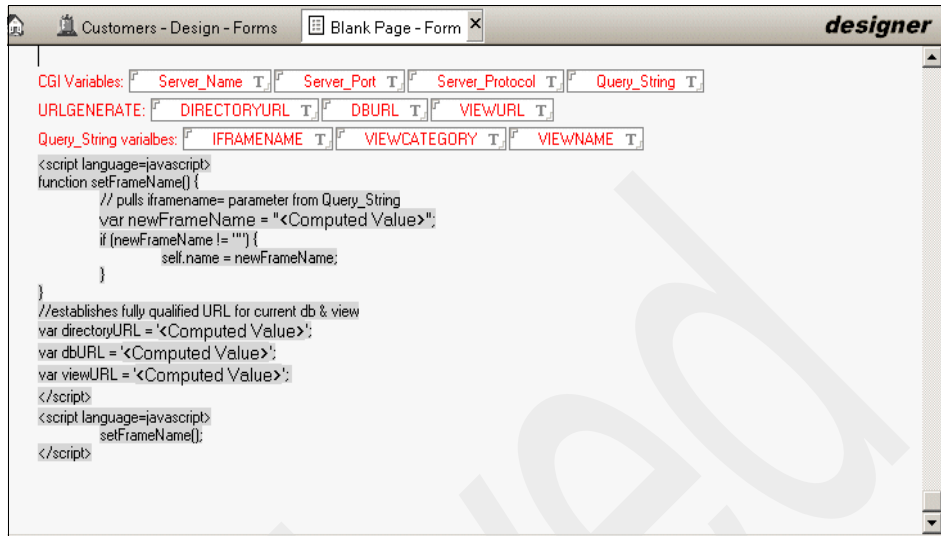 Customers - Design - Forms Blank Page - Form designer
CGI Variables: Server_Name T Server_Port T Server_Protocol T Query_String T
URLGENERATE: DIRECTORYURL T DBURL T VIEWURL T
Query_String varialbes: IFRAMENAME T VIEWCATEGORY T VIEWNAME T
<script language=javascript>
function setFrameName() {
// pulls iframename= parameter from Query_String
var newFrameName = "<Computed Value>";
if (newFrameName != "") {
self.name = newFrameName;
}
}
//establishes fully qualified URL for current db & view
var directoryURL = '<Computed Value>';
var dbURL = '<Computed Value>';
var viewURL = '<Computed Value>';
</script>
<script language=javascript>
setFrameName();
</script>